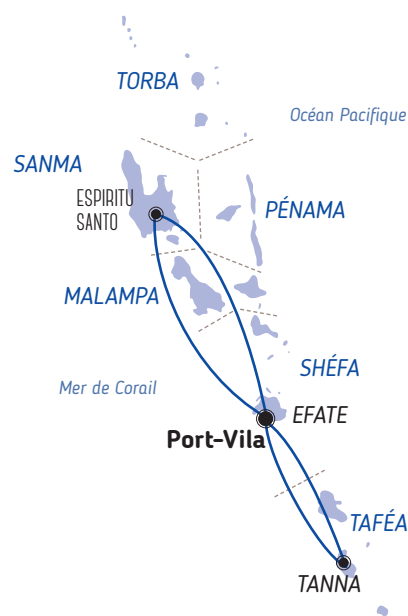 TORBA
Océan Pacifique
SANMA
ESPIRITU
SANTO
PÉNAMA
MALAMPA
SHÉFA
Mer de Corail
EFATE
Port-Vila
TAFÉA
TANNA